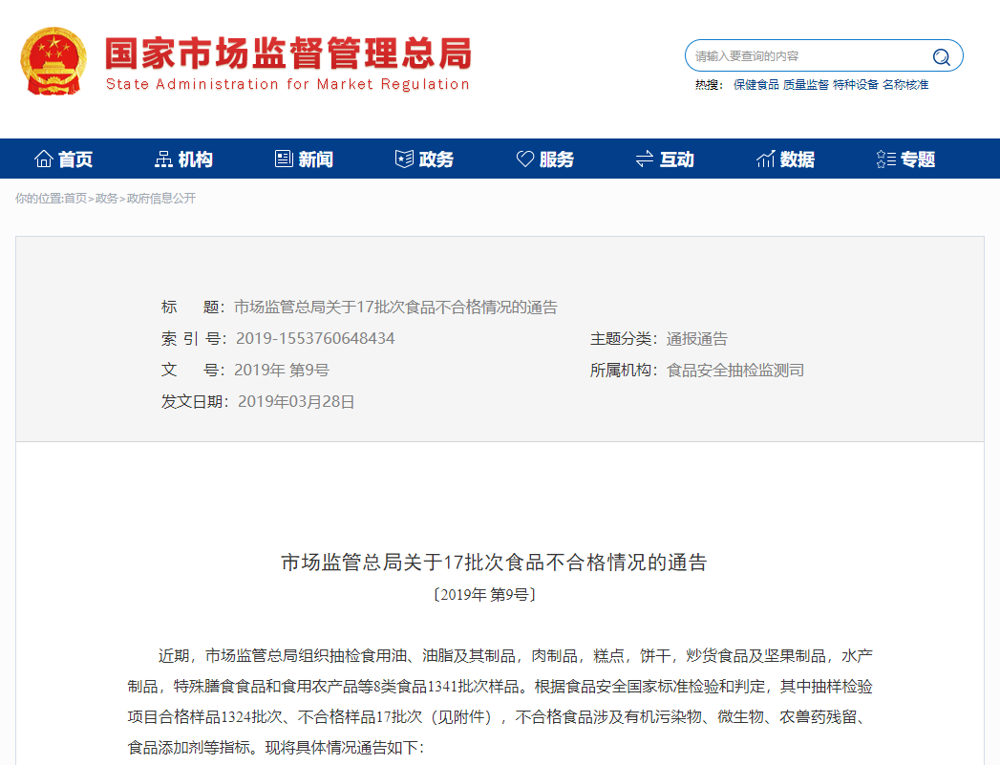 国家市场监督管理总局
State Administration for Market Regulation
请输入要查询的内容
热搜： 保健食品 质量监督 特种设备 名称核准
首页 机构 新闻 政务 服务 互动 数据 专题
你的位置:首页>政务>政府信息公开
标 题：市场监管总局关于17批次食品不合格情况的通告
索 引 号：2019-1553760648434 主题分类：通报通告
文 号：2019年 第9号 所属机构：食品安全抽检监测司
发文日期：2019年03月28日
市场监管总局关于17批次食品不合格情况的通告
〔2019年 第9号〕
近期，市场监管总局组织抽检食用油、油脂及其制品，肉制品，糕点，饼干，炒货食品及坚果制品，水产
制品，特殊膳食食品和食用农产品等8类食品1341批次样品。根据食品安全国家标准检验和判定，其中抽样检验
项目合格样品1324批次、不合格样品17批次（见附件），不合格食品涉及有机污染物、微生物、农兽药残留、
食品添加剂等指标。现将具体情况通告如下：